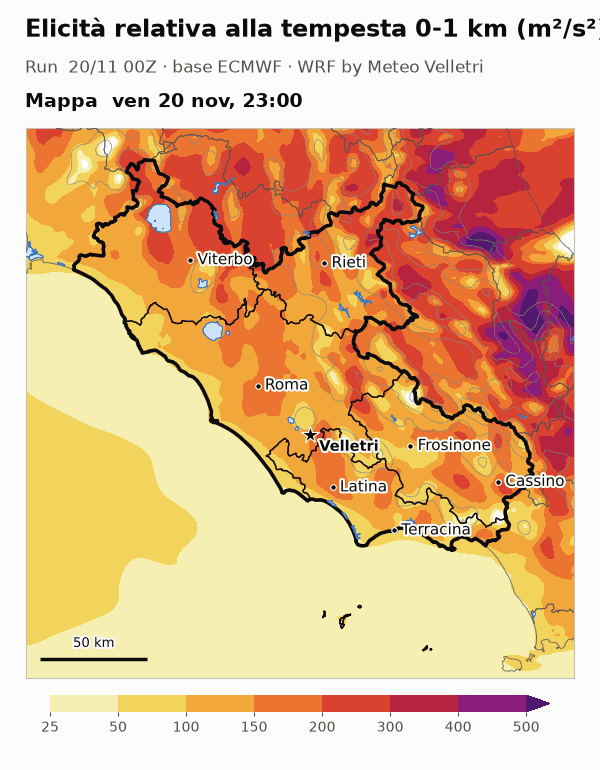 Elicità relativa alla tempesta 0-1 km (m²/s²)
Run  20/11 00Z · base ECMWF · WRF by Meteo Velletri
Mappa  ven 20 nov, 23:00
Viterbo
Rieti
Roma
Velletri
Frosinone
Latina
Cassino
Terracina
50 km
25 50 100 150 200 300 400 500